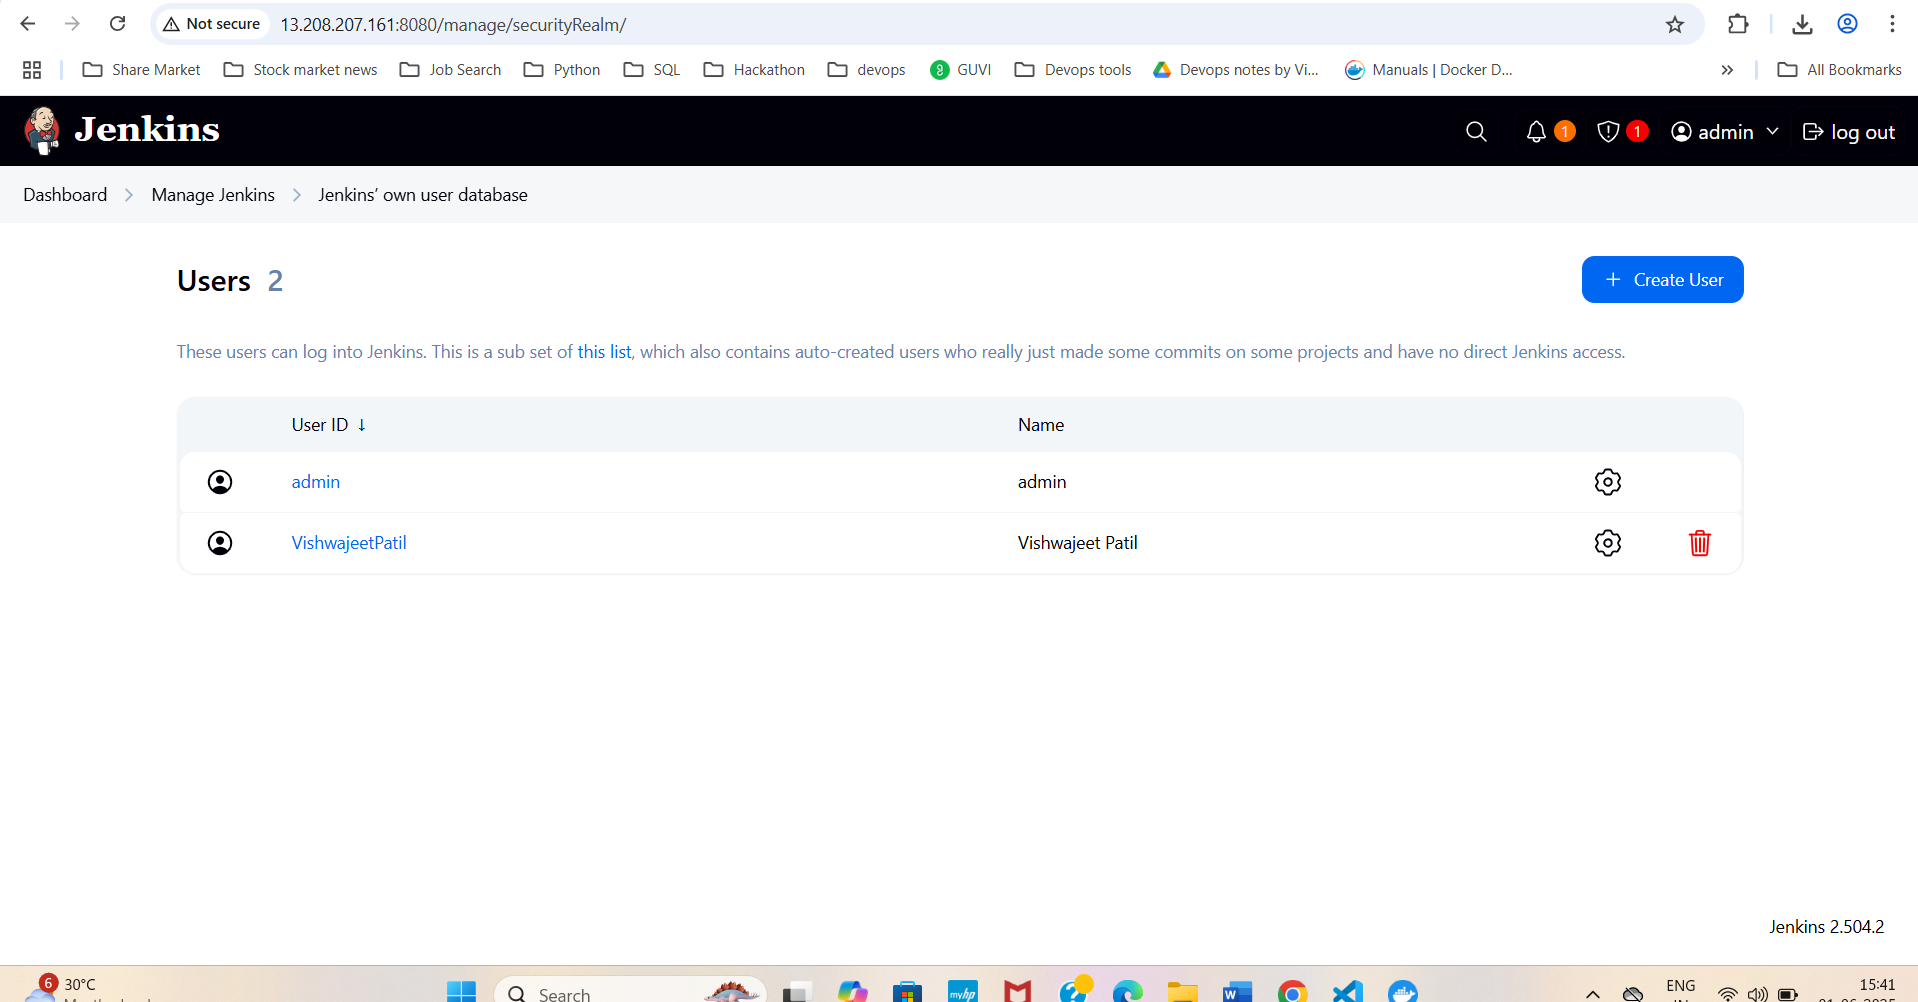 Not secure 13.208.207.161:8080/manage/securityRealm/
Share Market Stock market news Job Search Python SQL Hackathon devops GUVI Devops tools Devops notes by Vi... Manuals | Docker D... » All Bookmarks
Jenkins 1 1 admin log out
Dashboard Manage Jenkins Jenkins’ own user database
Users 2 + Create User
These users can log into Jenkins. This is a sub set of this list, which also contains auto-created users who really just made some commits on some projects and have no direct Jenkins access.
User ID ↓ Name
admin admin
VishwajeetPatil Vishwajeet Patil
Jenkins 2.504.2
6 30°C Search myhp W ENG 15:41